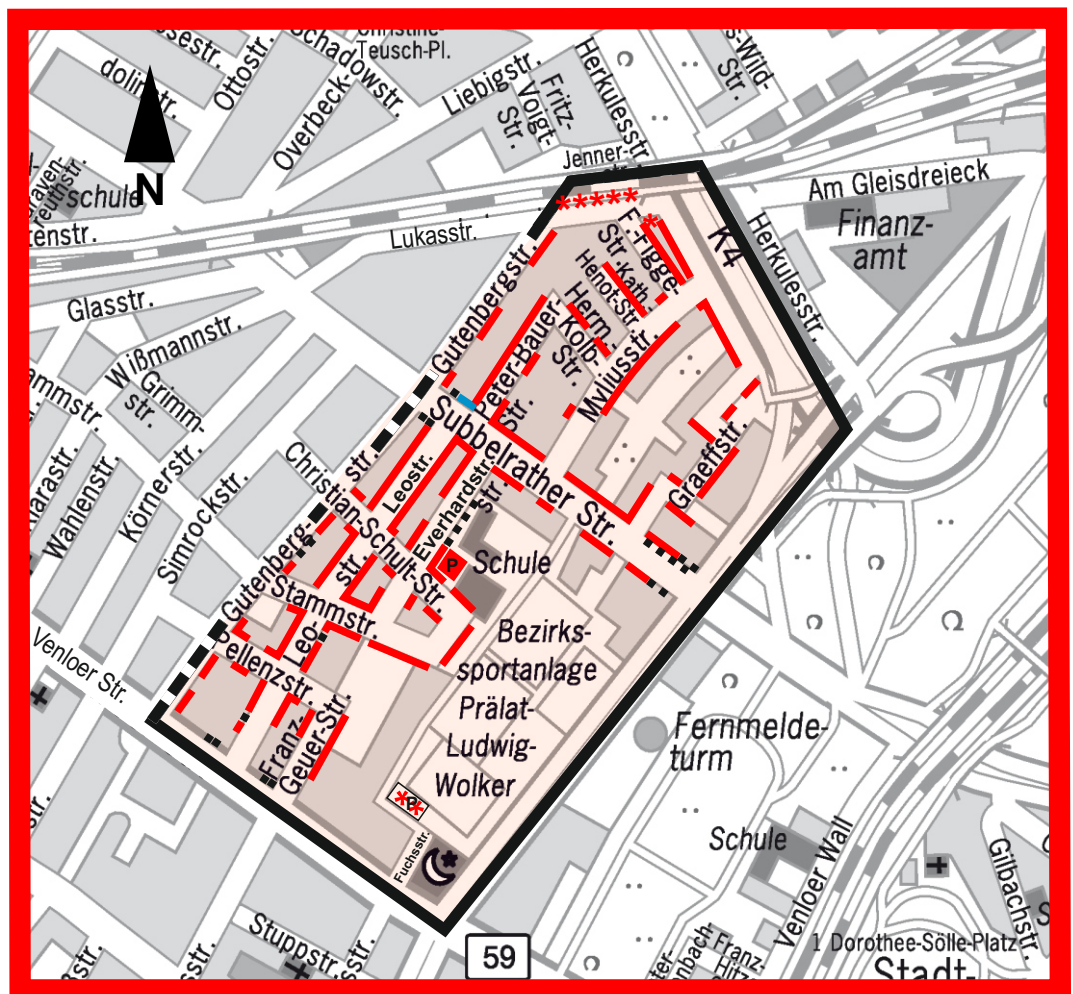 Christine-
Teusch-Pl.
Schadowstr.
Ottostr.
Overbeck-
Liebigstr.
Fritz-
Voigt-
Str.
Herkulesstr.
Str.
N
schule
Jenner-
Lukasstr.
Am Gleisdreieck
Finanz-
amt
K4
Herkulesstr.
F.-rigge-
Str.
Kath.-
Henot-Str.
Herm.-
Kolb-
Str.
Peter-Bauer-
Str.
Gutenbergstr.
Myliusstr.
Glasstr.
Wißmannstr.
Grimm-
str.
Körnerstr.
Wahlenstr.
Simrockstr.
Subbelrather Str.
Graeffstr.
Christian-Schult-Str.
Leostr.
Everhardstr.
str.
str.
str.
P
Schule
Gutenberg-
Stammstr.
Leo-
Pellenzstr.
Franz-
Geuer-Str.
Venloer Str.
Bezirks-
sportanlage
Prälat-
Ludwig-
Wolker
Fernmelde-
turm
Fuchsstr.
Schule
Venloer Wall
Gilbachstr.
Stuppstr.
59
Franz-
Hitz
1 Dorothee-Sölle-Platz
Stadt-